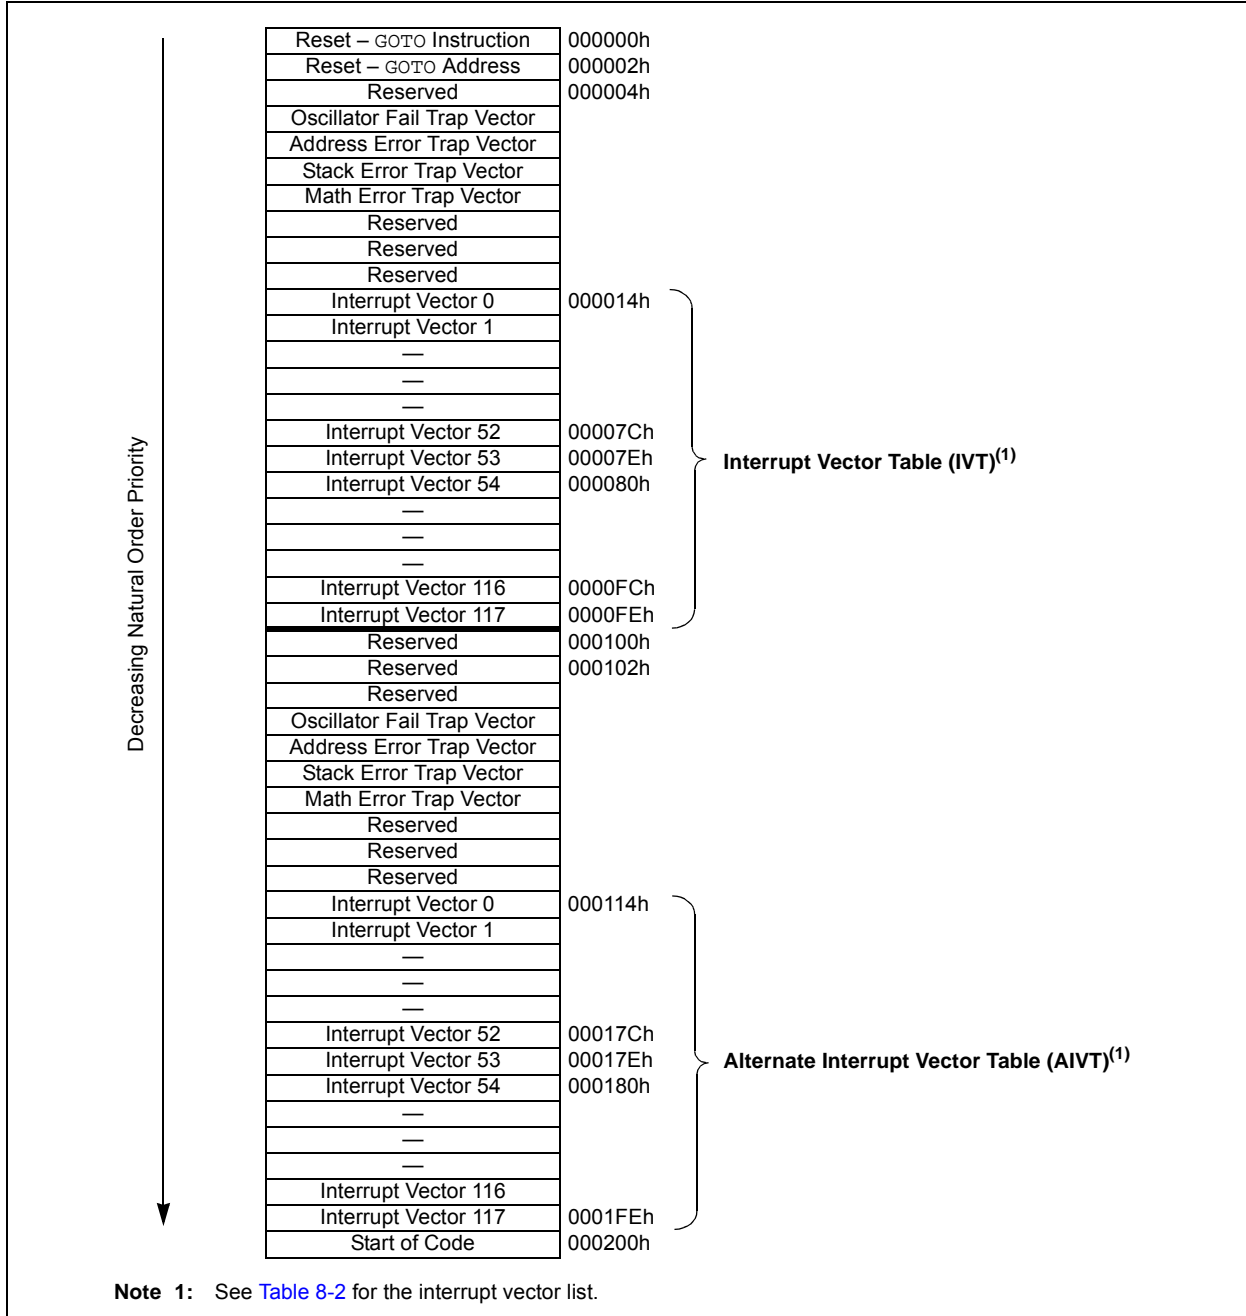 Reset – GOTO Instruction 000000h
Reset – GOTO Address 000002h
Reserved 000004h
Oscillator Fail Trap Vector
Address Error Trap Vector
Stack Error Trap Vector
Math Error Trap Vector
Reserved
Reserved
Reserved
Interrupt Vector 0 000014h
Interrupt Vector 1
—
—
—
Interrupt Vector 52 00007Ch
Interrupt Vector 53 00007Eh
Interrupt Vector 54 000080h
—
—
—
Interrupt Vector 116 0000FCh
Interrupt Vector 117 0000FEh
Interrupt Vector Table (IVT)(1)
Decreasing Natural Order Priority
Reserved 000100h
Reserved 000102h
Reserved
Oscillator Fail Trap Vector
Address Error Trap Vector
Stack Error Trap Vector
Math Error Trap Vector
Reserved
Reserved
Reserved
Interrupt Vector 0 000114h
Interrupt Vector 1
—
—
—
Interrupt Vector 52 00017Ch
Interrupt Vector 53 00017Eh
Interrupt Vector 54 000180h
—
—
—
Interrupt Vector 116
Interrupt Vector 117 0001FEh
Alternate Interrupt Vector Table (AIVT)(1)
Start of Code 000200h
Note 1: See Table 8-2 for the interrupt vector list.